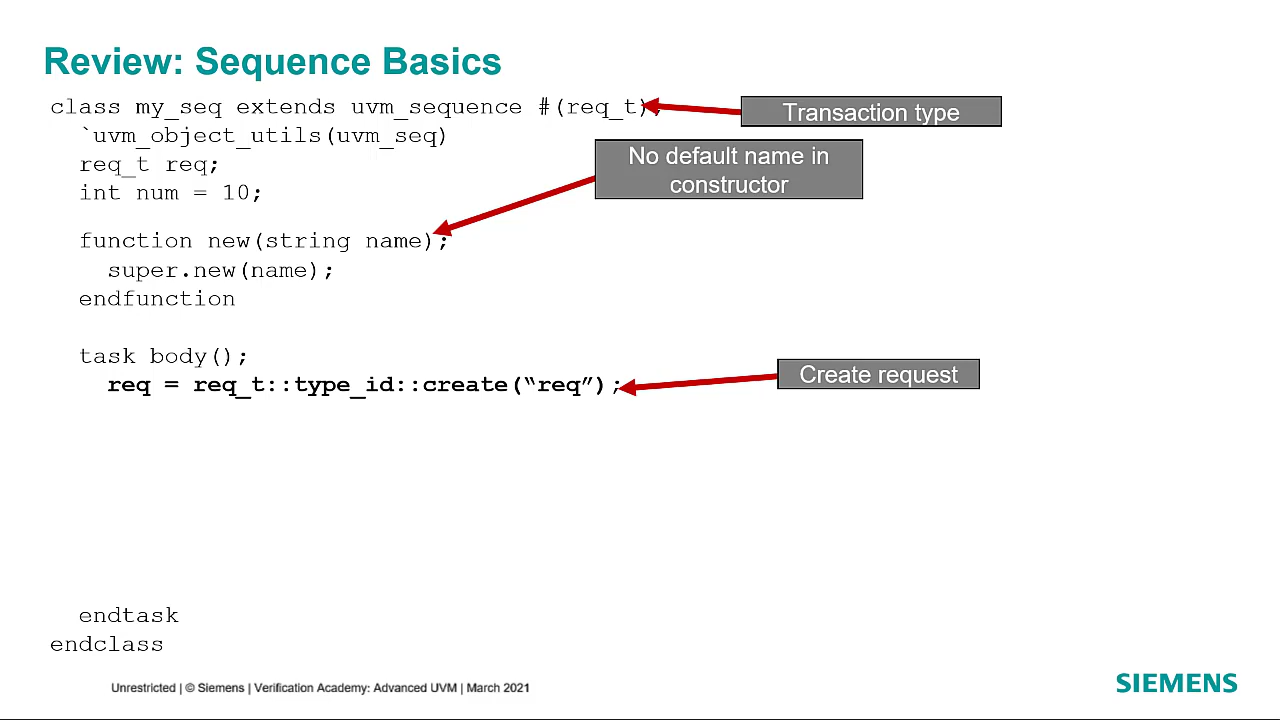 Review: Sequence Basics
class my_seq extends uvm_sequence #(req_t);
Transaction type
`uvm_object_utils(uvm_seq)
No default name in
constructor
req_t req;
int num = 10;
function new(string name);
super.new(name);
endfunction
task body();
req = req_t::type_id::create(“req”);
Create request
endtask
endclass
Unrestricted | © Siemens | Verification Academy: Advanced UVM | March 2021
SIEMENS